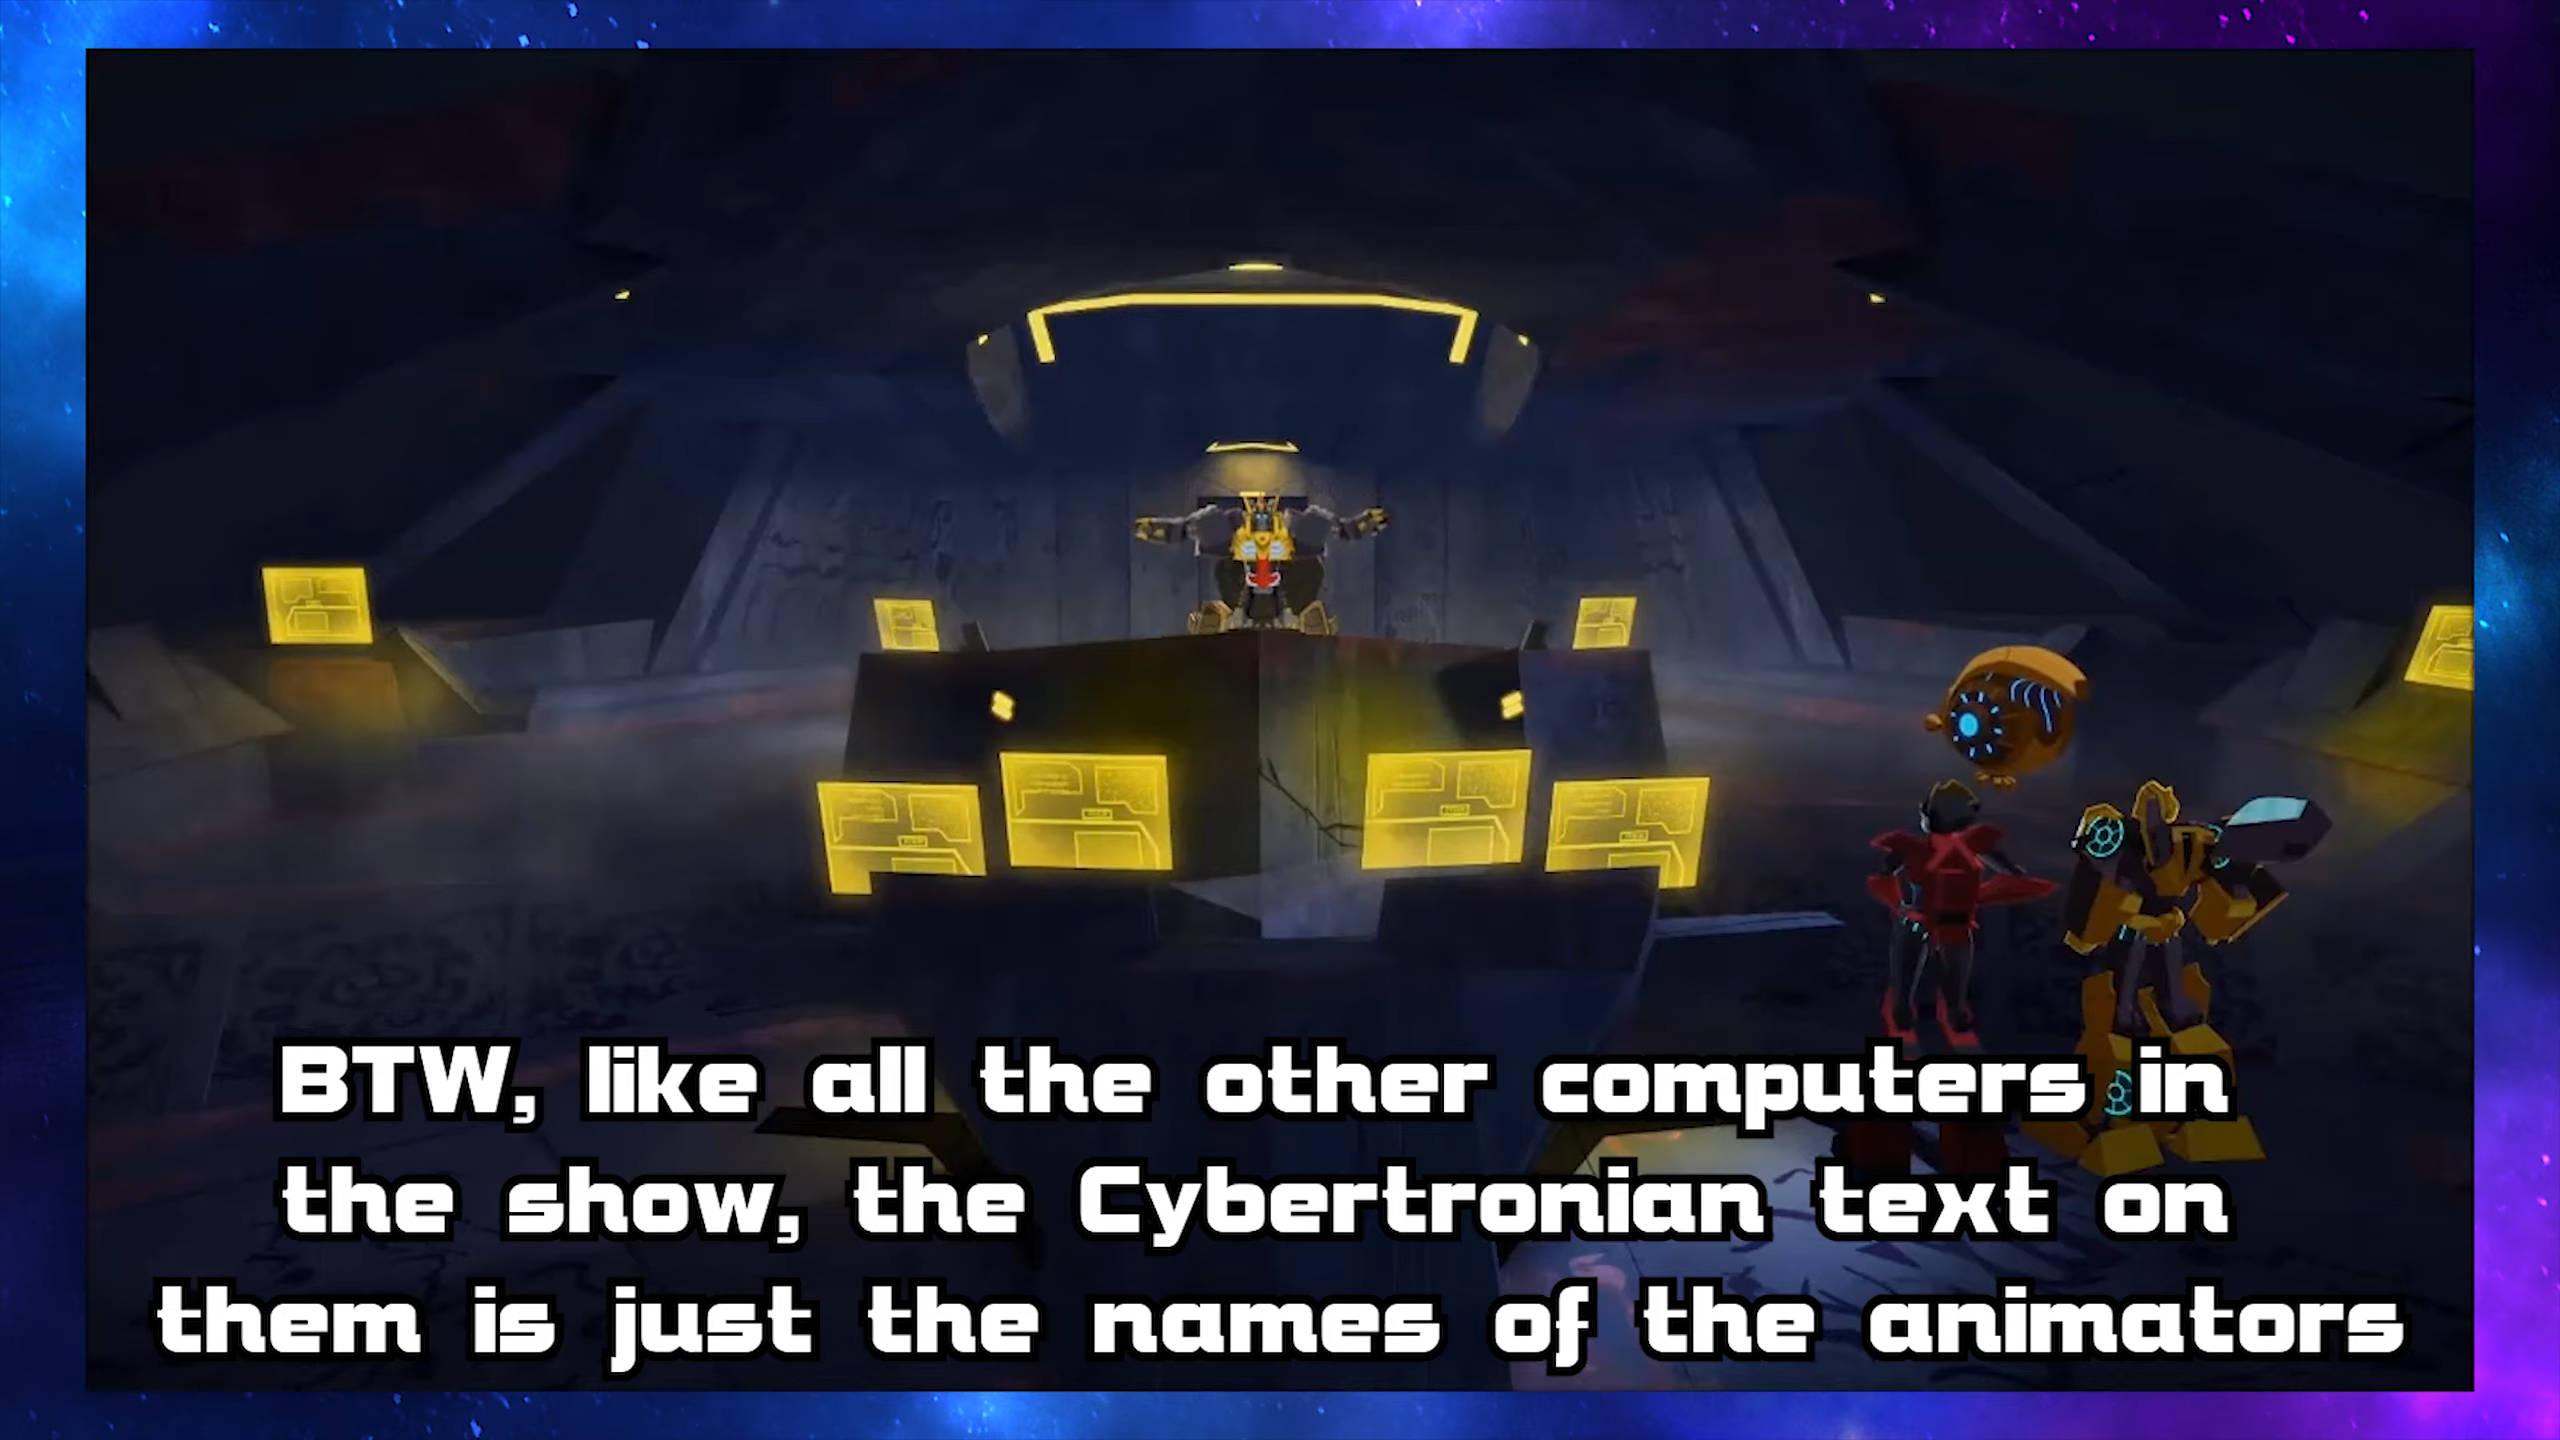 BTW, like all the other computers in
the show, the Cybertronian text on
them is just the names of the animators